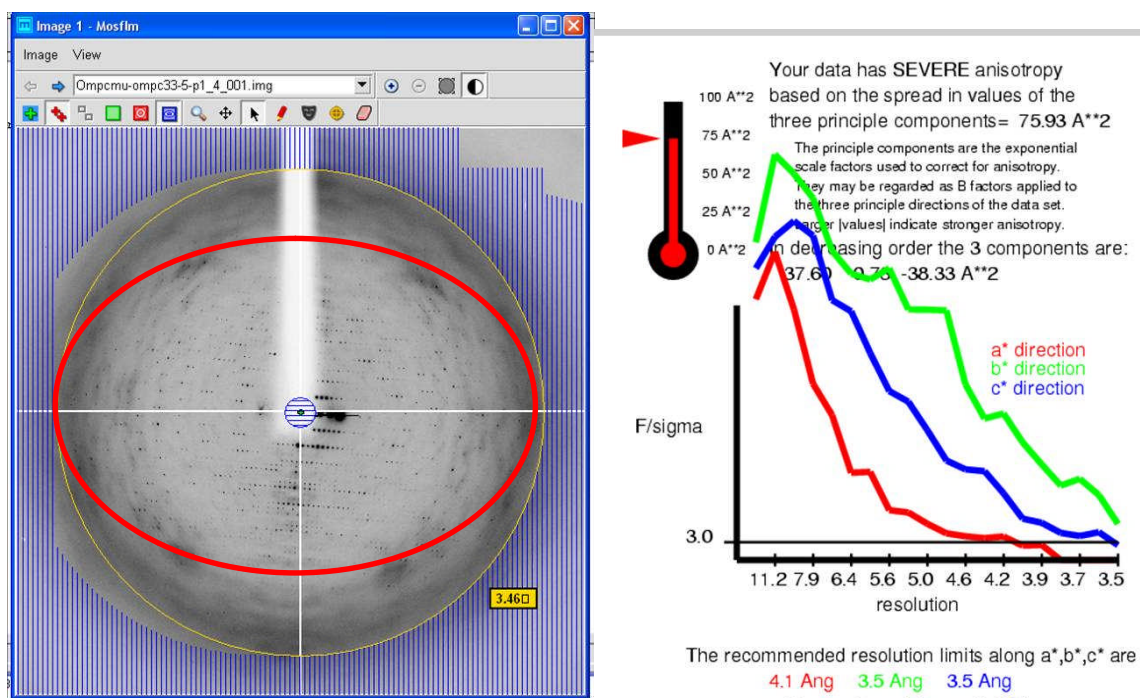 Image 1 - Mosflm
Image View
Ompcmu-ompc33-5-p1_4_001.img
3.46
Your data has SEVERE anisotropy
based on the spread in values of the
three principle components= 75.93 A**2
The principle components are the exponential
scale factors used to correct for anisotropy.
They may be regarded as B factors applied to
the three principle directions of the data set.
Larger |values| indicate stronger anisotropy.
In decreasing order the 3 components are:
37.60 0.73 -38.33 A**2
100 A**2
75 A**2
50 A**2
25 A**2
0 A**2
a* direction
b* direction
c* direction
F/sigma
3.0
11.2 7.9 6.4 5.6 5.0 4.6 4.2 3.9 3.7 3.5
resolution
The recommended resolution limits along a*,b*,c* are
4.1 Ang 3.5 Ang 3.5 Ang